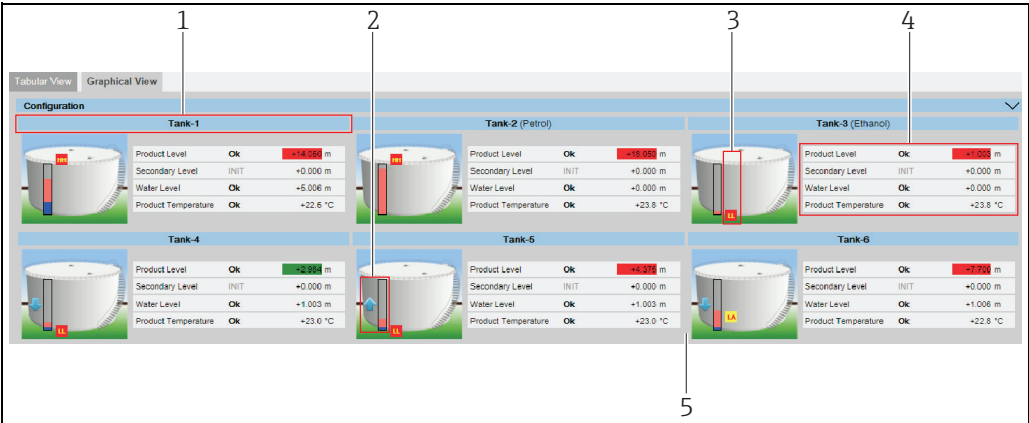 1 2 3 4
Tabular View Graphical View
Configuration
Tank-1 Tank-2 (Petrol) Tank-3 (Ethanol)
HH Product Level Ok +14.050 m HH Product Level Ok +18.050 m Product Level Ok +1.003 m
Secondary Level INIT +0.000 m Secondary Level INIT +0.000 m Secondary Level INIT +0.000 m
Water Level Ok +5.006 m Water Level Ok +0.000 m Water Level Ok +0.000 m
Product Temperature Ok +22.6 °C Product Temperature Ok +23.8 °C LL Product Temperature Ok +23.8 °C
Tank-4 Tank-5 Tank-6
Product Level Ok +2.984 m Product Level Ok +4.375 m Product Level Ok +7.700 m
Secondary Level INIT +0.000 m Secondary Level INIT +0.000 m Secondary Level INIT +0.000 m
Water Level Ok +1.003 m Water Level Ok +1.003 m LA Water Level Ok +1.006 m
LL Product Temperature Ok +23.0 °C LL Product Temperature Ok +23.0 °C Product Temperature Ok +22.8 °C
5